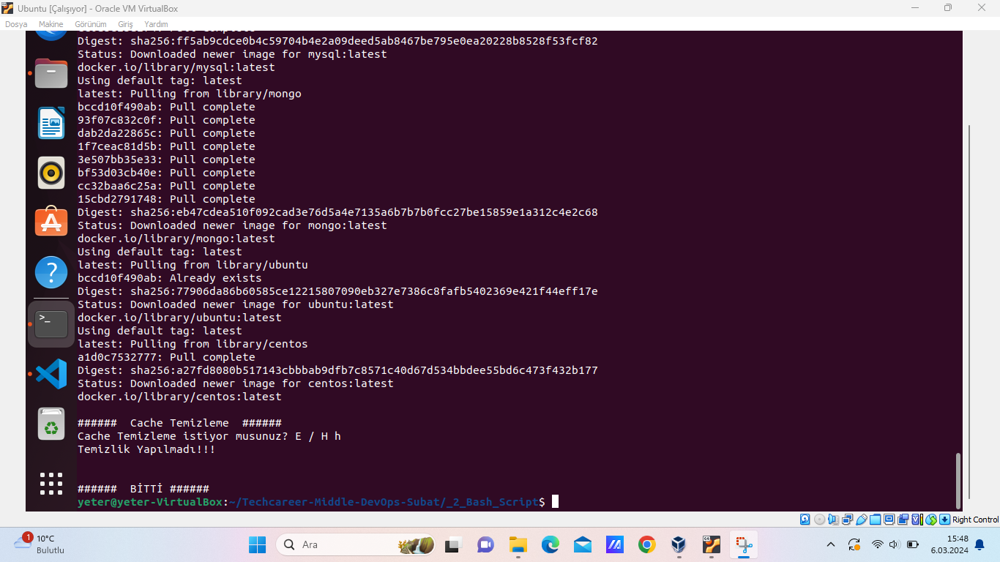 Ubuntu [Çalışıyor] - Oracle VM VirtualBox
Dosya Makine Görünüm Giriş Yardım
Digest: sha256:ff5ab9cdce0b4c59704b4e2a09deed5ab8467be795e0ea20228b8528f53fcf82
Status: Downloaded newer image for mysql:latest
docker.io/library/mysql:latest
Using default tag: latest
latest: Pulling from library/mongo
bccd10f490ab: Pull complete
93f07c832c0f: Pull complete
dab2da22865c: Pull complete
1f7ceac81d5b: Pull complete
3e507bb35e33: Pull complete
bf53d03cb40e: Pull complete
cc32baa6c25a: Pull complete
15cbd2791748: Pull complete
Digest: sha256:eb47cdea510f092cad3e76d5a4e7135a6b7b7b0fcc27be15859e1a312c4e2c68
Status: Downloaded newer image for mongo:latest
docker.io/library/mongo:latest
Using default tag: latest
latest: Pulling from library/ubuntu
bccd10f490ab: Already exists
Digest: sha256:77906da86b60585ce12215807090eb327e7386c8fafb5402369e421f44eff17e
Status: Downloaded newer image for ubuntu:latest
docker.io/library/ubuntu:latest
Using default tag: latest
latest: Pulling from library/centos
a1d0c7532777: Pull complete
Digest: sha256:a27fd8080b517143cbbbab9dfb7c8571c40d67d534bbdee55bd6c473f432b177
Status: Downloaded newer image for centos:latest
docker.io/library/centos:latest
###### Cache Temizleme ######
Cache Temizleme istiyor musunuz? E / H h
Temizlik Yapılmadı!!!
###### BİTTİ ######
yeter@yeter-VirtualBox:~/Techcareer-Middle-DevOps-Subat/_2_Bash_Script$
Right Control
1
10°C
Bulutlu
Ara
15:48
6.03.2024